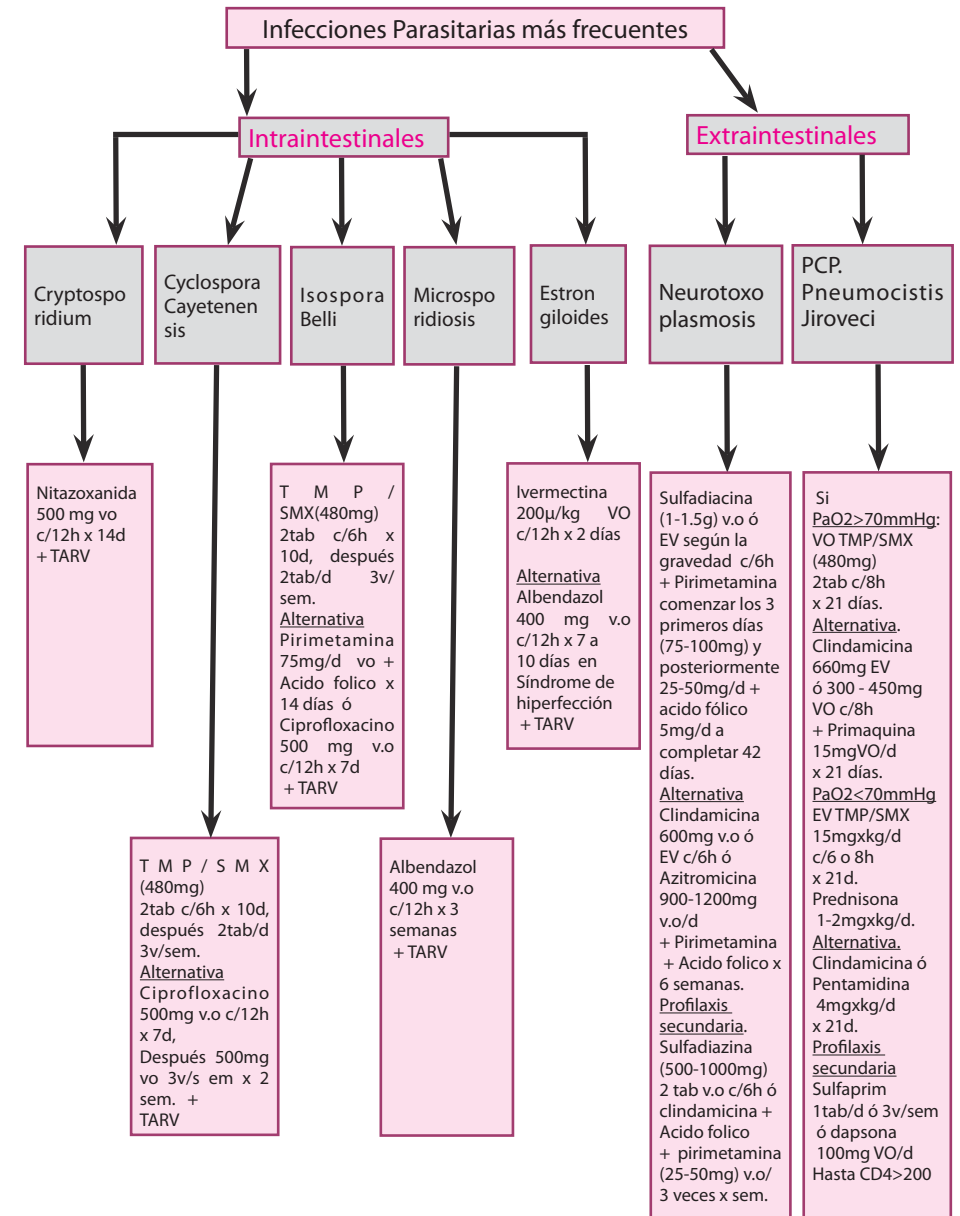 Infecciones Parasitarias más frecuentes
Intraintestinales
Extraintestinales
Cryptospo
ridium
Cyclospora
Cayetenen
sis
Isospora
Belli
Microspo
ridiosis
Estron
giloides
Neurotoxo
plasmosis
PCP.
Pneumocistis
Jiroveci
Nitazoxanida
500 mg vo
c/12h x 14d
+ TARV
T M P / S M X
(480mg)
2tab c/6h x 10d,
después 2tab/d
3v/sem.
Alternativa
Ciprofloxacino
500mg v.o c/12h
x 7d,
Después 500mg
vo 3v/s em x 2
sem. +
TARV
T M P /
SMX(480mg)
2tab c/6h x
10d, después
2tab/d 3v/
sem.
Alternativa
Pirimetamina
75mg/d vo +
Acido folico x
14 días ó
Ciprofloxacino
500 mg v.o
c/12h x 7d
+ TARV
Albendazol
400 mg v.o
c/12h x 3
semanas
+ TARV
Ivermectina
200µ/kg VO
c/12h x 2 días
Alternativa
Albendazol
400 mg v.o
c/12h x 7 a
10 días en
Síndrome de
hiperfección
+ TARV
Sulfadiacina
(1-1.5g) v.o ó
EV según la
gravedad c/6h
+ Pirimetamina
comenzar los 3
primeros días
(75-100mg) y
posteriormente
25-50mg/d +
acido fólico
5mg/d a
completar 42
días.
Alternativa
Clindamicina
600mg v.o ó
EV c/6h ó
Azitromicina
900-1200mg
v.o/d
+ Pirimetamina
+ Acido folico x
6 semanas.
Profilaxis
secundaria.
Sulfadiazina
(500-1000mg)
2 tab v.o c/6h ó
clindamicina +
Acido folico
+ pirimetamina
(25-50mg) v.o/
3 veces x sem.
Si
PaO2>70mmHg:
VO TMP/SMX
(480mg)
2tab c/8h
x 21 días.
Alternativa.
Clindamicina
660mg EV
ó 300 - 450mg
VO c/8h
+ Primaquina
15mgVO/d
x 21 días.
PaO2<70mmHg
EV TMP/SMX
15mgxkg/d
c/6 o 8h
x 21d.
Prednisona
1-2mgxkg/d.
Alternativa.
Clindamicina ó
Pentamidina
4mgxkg/d
x 21d.
Profilaxis
secundaria
Sulfaprim
1tab/d ó 3v/sem
ó dapsona
100mg VO/d
Hasta CD4>200